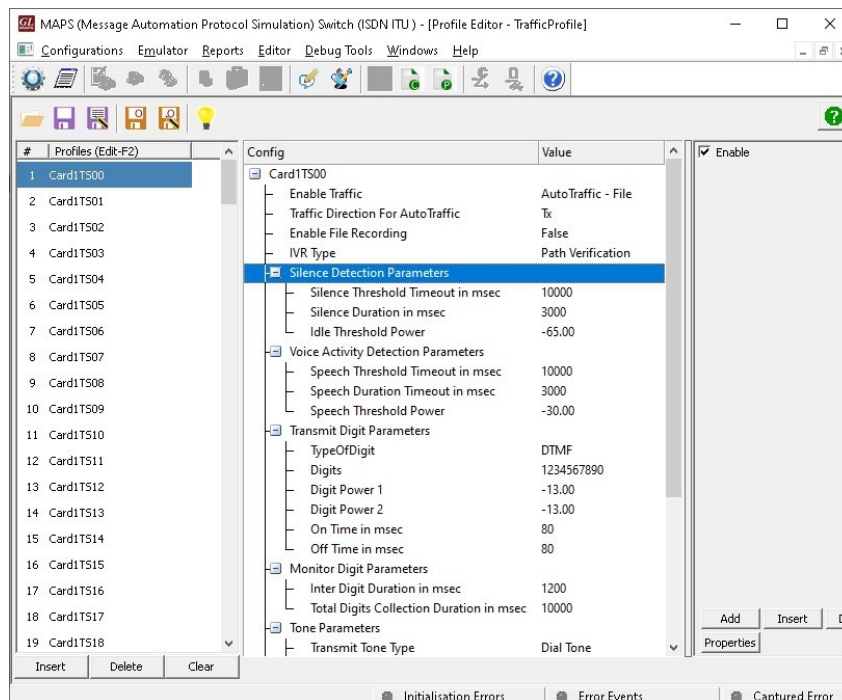 GL MAPS (Message Automation Protocol Simulation) Switch (ISDN ITU ) - [Profile Editor - TrafficProfile]
Configurations Emulator Reports Editor Debug Tools Windows Help
# Profiles (Edit-F2)
1 Card1TS00
2 Card1TS01
3 Card1TS02
4 Card1TS03
5 Card1TS04
6 Card1TS05
7 Card1TS06
8 Card1TS07
9 Card1TS08
10 Card1TS09
11 Card1TS10
12 Card1TS11
13 Card1TS12
14 Card1TS13
15 Card1TS14
16 Card1TS15
17 Card1TS16
18 Card1TS17
19 Card1TS18
Insert Delete Clear
Config Value
Card1TS00
Enable Traffic AutoTraffic - File
Traffic Direction For AutoTraffic Tx
Enable File Recording False
IVR Type Path Verification
Silence Detection Parameters
Silence Threshold Timeout in msec 10000
Silence Duration in msec 3000
Idle Threshold Power -65.00
Voice Activity Detection Parameters
Speech Threshold Timeout in msec 10000
Speech Duration Timeout in msec 3000
Speech Threshold Power -30.00
Transmit Digit Parameters
TypeOfDigit DTMF
Digits 1234567890
Digit Power 1 -13.00
Digit Power 2 -13.00
On Time in msec 80
Off Time in msec 80
Monitor Digit Parameters
Inter Digit Duration in msec 1200
Total Digits Collection Duration in msec 10000
Tone Parameters
Transmit Tone Type Dial Tone
Enable
Add Insert
Properties
Initialisation Errors Error Events Captured Error